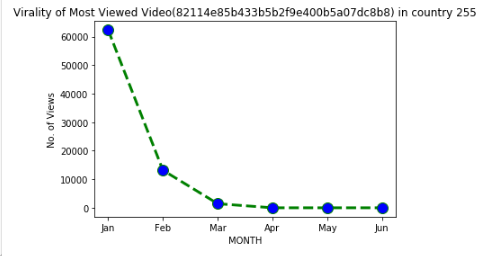 Virality of Most Viewed Video(82114e85b433b5b2f9e400b5a07dc8b8) in country 255
60000
50000
40000
30000
20000
10000
0
No. of Views
Jan Feb Mar Apr May Jun
MONTH